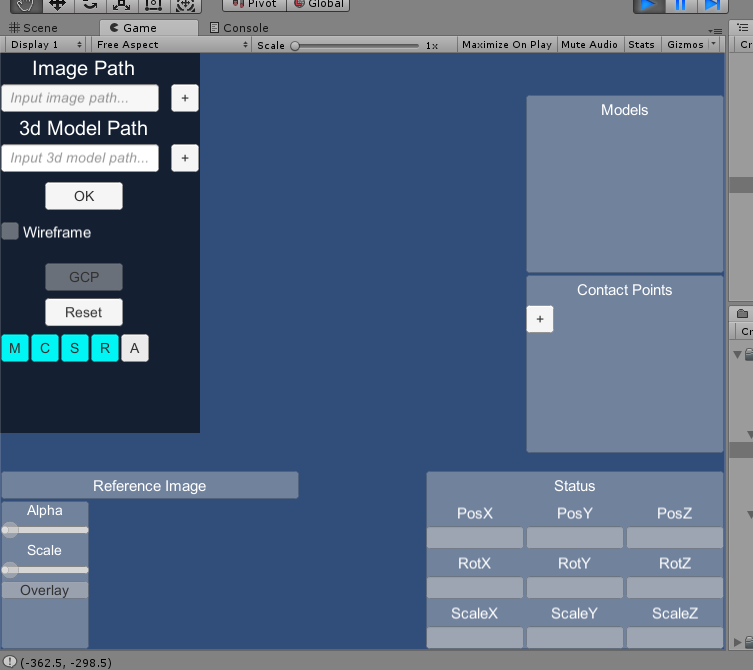 Pivot Global
Scene Game Console
Display 1 Free Aspect Scale 1x Maximize On Play Mute Audio Stats Gizmos Cr
Image Path
Input image path... +
3d Model Path
Input 3d model path... +
OK
Wireframe
GCP
Reset
M C S R A
Models
Contact Points
+
Cr
Reference Image
Alpha
Scale
Overlay
Status
PosX PosY PosZ
RotX RotY RotZ
ScaleX ScaleY ScaleZ
(-362.5, -298.5)